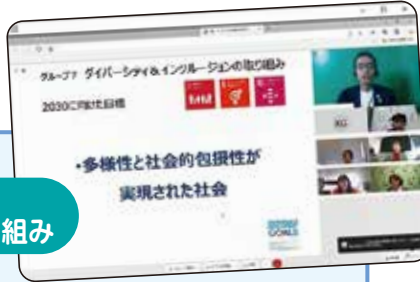 グループ7 ダイバーシティ&インクルージョンの取り組み
2030に向けた目標
・多様性と社会的包摂性が
実現された社会
KG
GOALS
組み